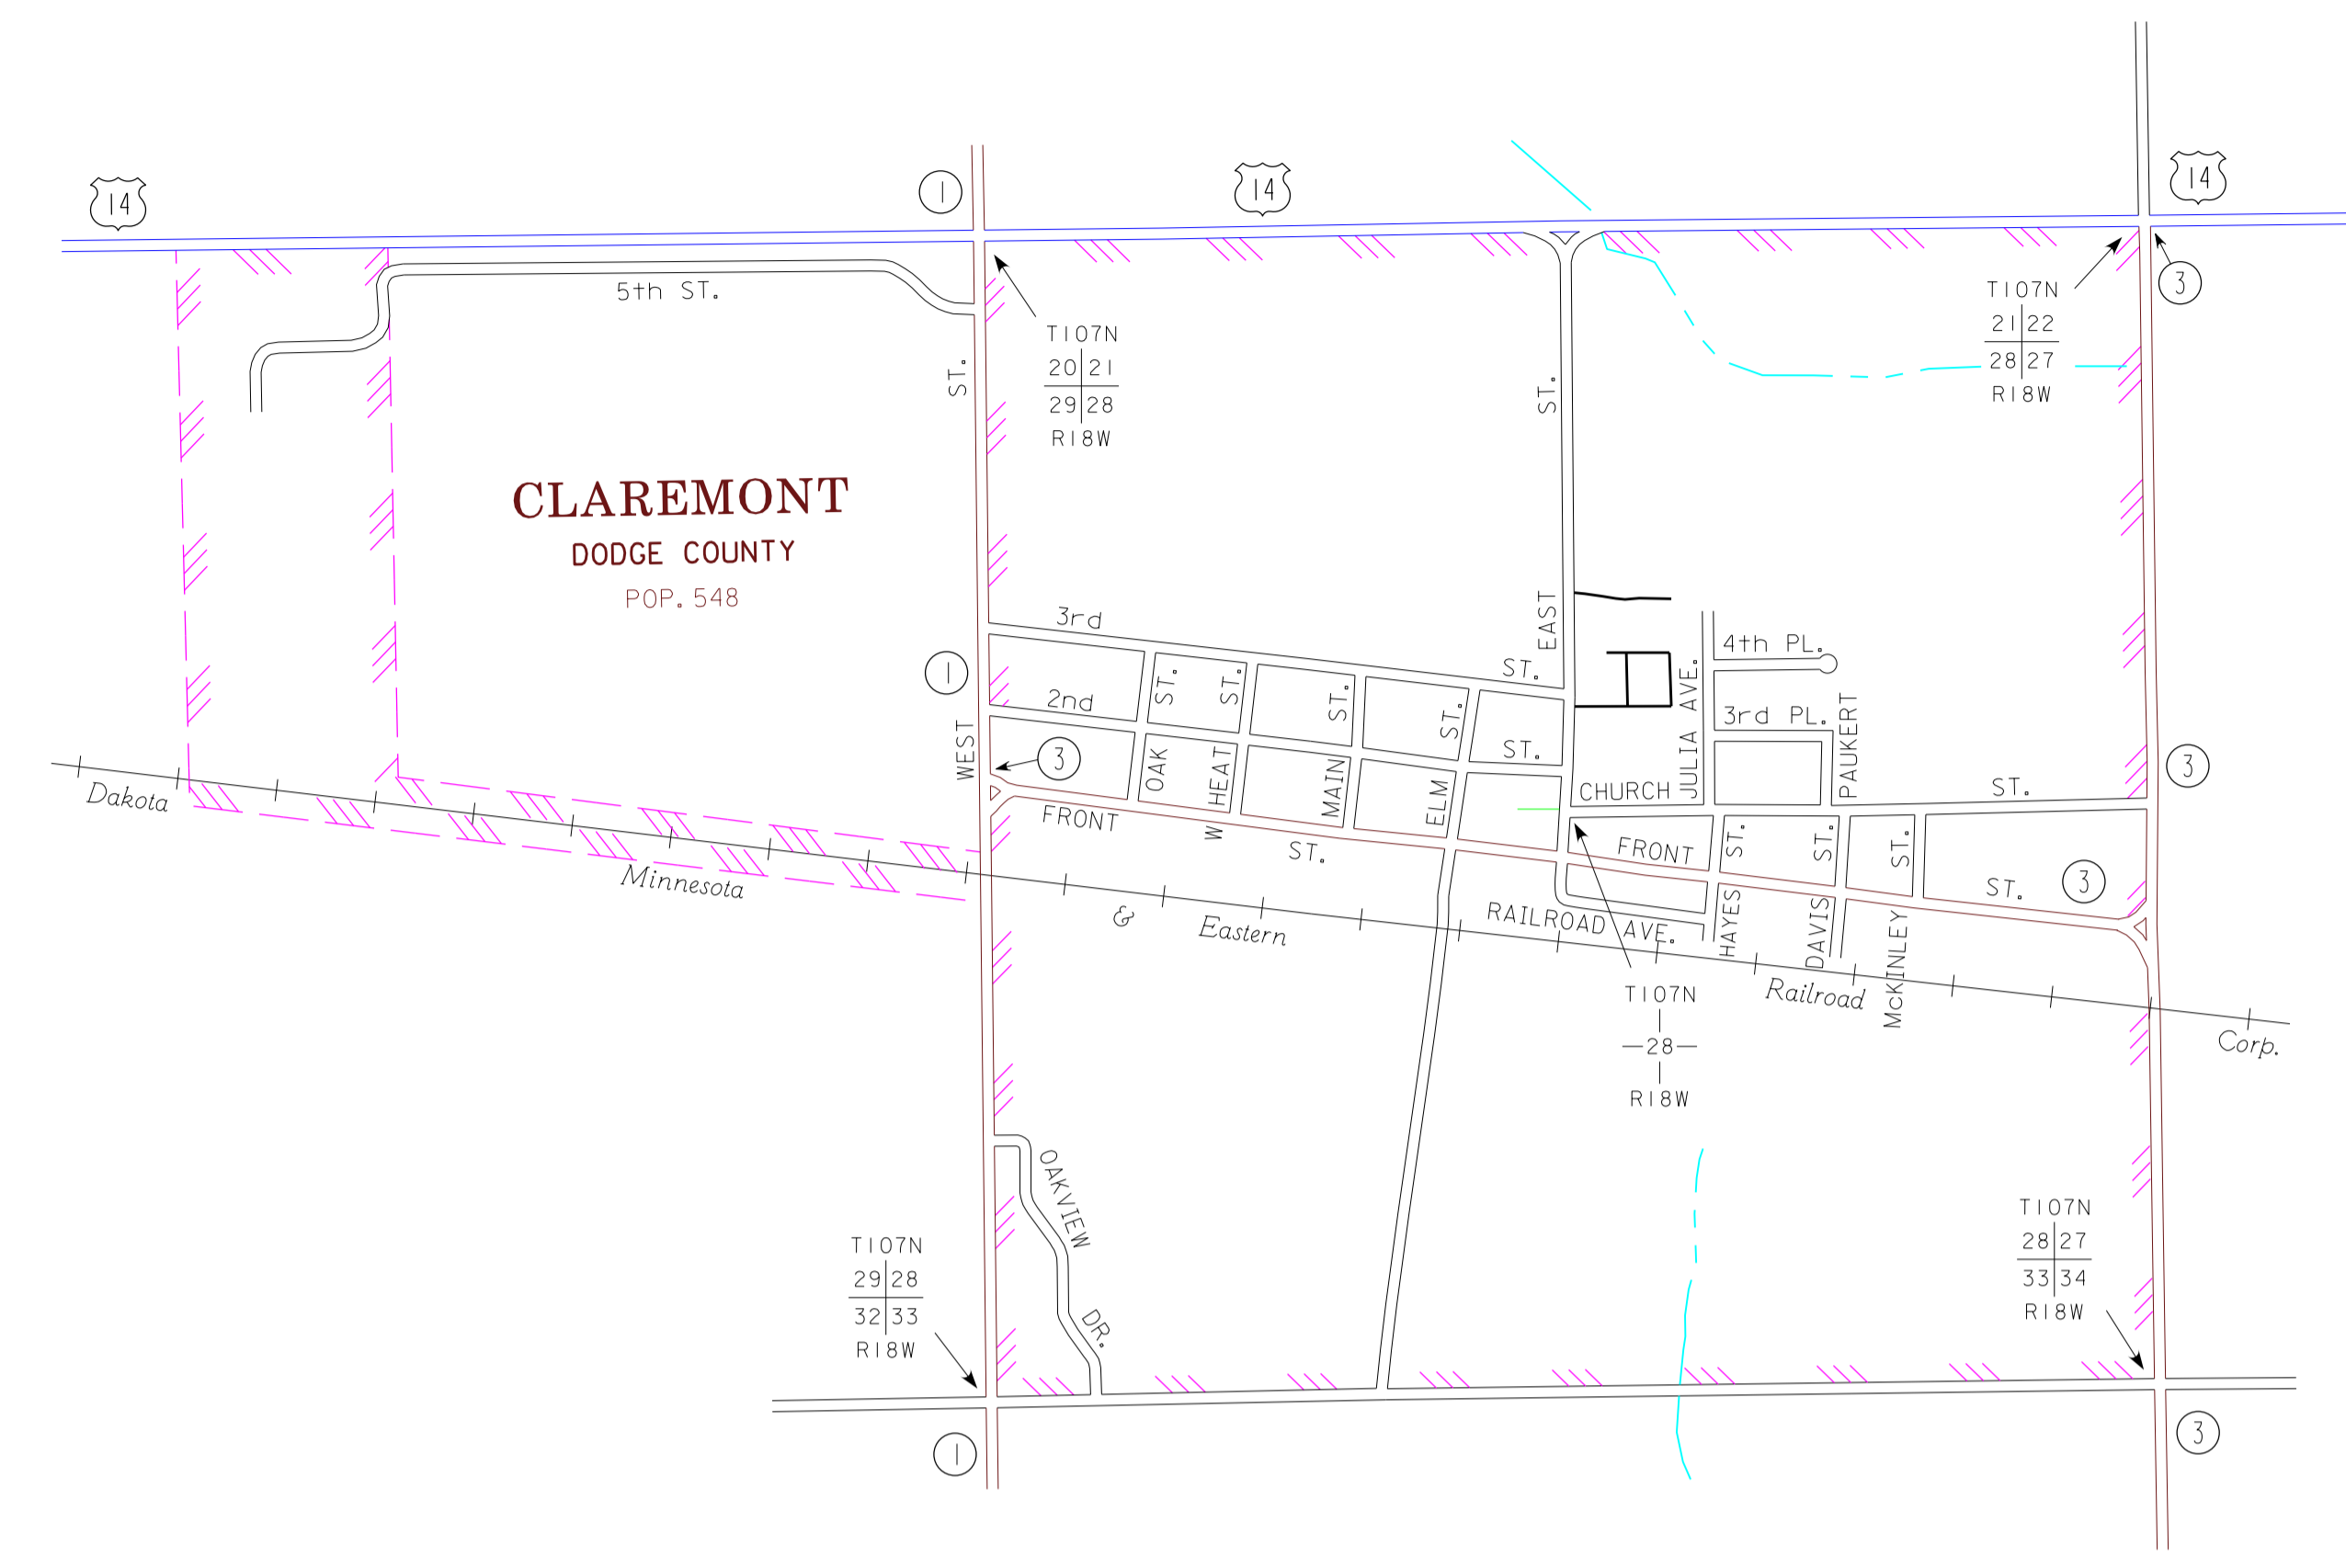 14
1
14
14
5th ST.
3
T107N
21 22
28 27
R18W
T107N
20 21
29 28
R18W
CLAREMONT
DODGE COUNTY
POP. 548
WEST ST.
EAST ST.
3rd ST.
4th PL.
1
2nd ST.
3rd PL.
JULIA AVE.
PAUKERT
OAK ST.
WHEAT ST.
MAIN ST.
ELM ST.
3
3
CHURCH ST.
FRONT ST.
FRONT ST.
3
HAYES ST.
DAVIS ST.
McKINLEY ST.
RAILROAD AVE.
Dakota Minnesota & Eastern Railroad Corp.
T107N
28
R18W
OAKVIEW DR.
T107N
29 28
32 33
R18W
T107N
28 27
33 34
R18W
1
3